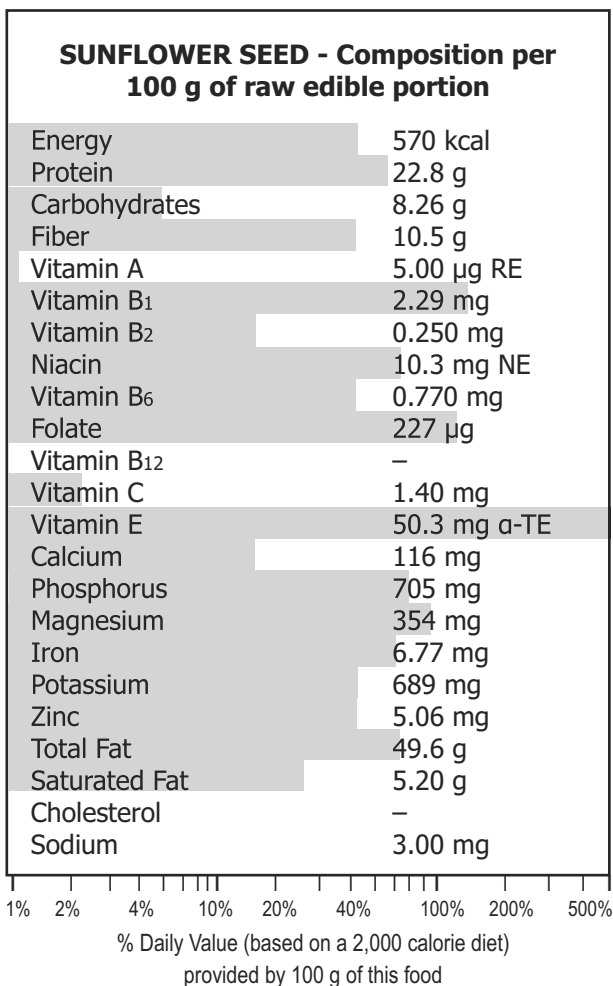 SUNFLOWER SEED - Composition per
100 g of raw edible portion
Energy 570 kcal
Protein 22.8 g
Carbohydrates 8.26 g
Fiber 10.5 g
Vitamin A 5.00 µg RE
Vitamin B1 2.29 mg
Vitamin B2 0.250 mg
Niacin 10.3 mg NE
Vitamin B6 0.770 mg
Folate 227 µg
Vitamin B12 –
Vitamin C 1.40 mg
Vitamin E 50.3 mg α-TE
Calcium 116 mg
Phosphorus 705 mg
Magnesium 354 mg
Iron 6.77 mg
Potassium 689 mg
Zinc 5.06 mg
Total Fat 49.6 g
Saturated Fat 5.20 g
Cholesterol –
Sodium 3.00 mg
1% 2% 4% 10% 20% 40% 100% 200% 500%
% Daily Value (based on a 2,000 calorie diet)
provided by 100 g of this food